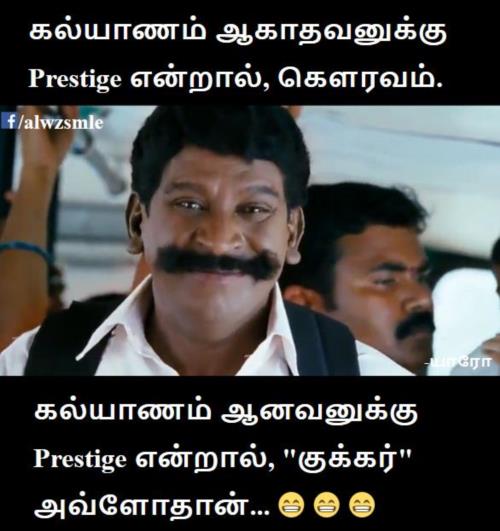 கல்யாணம் ஆகாதவனுக்கு
Prestige என்றால், கௌரவம்.
f/alwzsmle
-யாரோ
கல்யாணம் ஆனவனுக்கு
Prestige என்றால், "குக்கர்"
அவ்ளோதான்... 😁 😁 😁